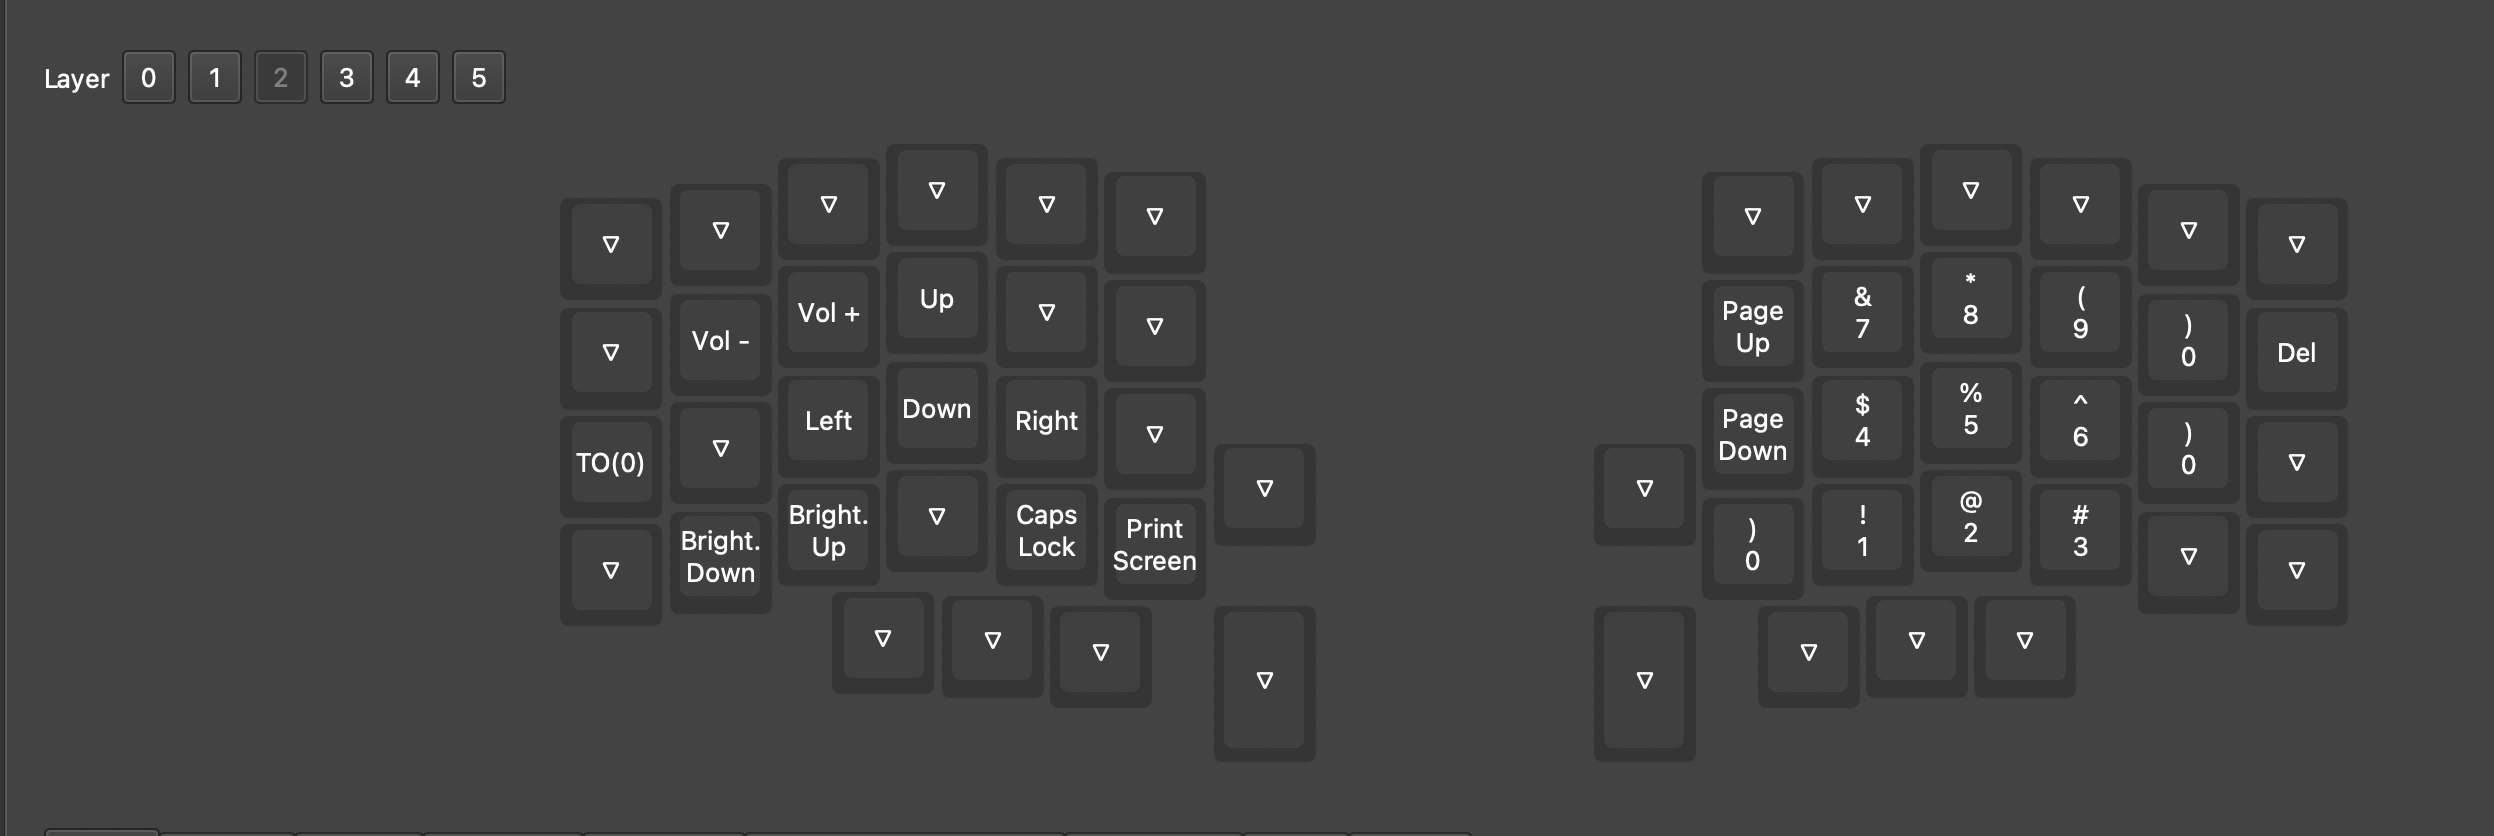 Layer 0 1 2 3 4 5
▽ ▽ ▽ ▽ ▽ ▽
▽ Vol - Vol + Up ▽ ▽
TO(0) ▽ Left Down Right ▽
▽
Bright.
Down
Bright.
Up
▽
Caps
Lock
Print
Screen
▽
▽ ▽ ▽ ▽
▽ ▽ ▽ ▽ ▽ ▽
Page
Up
&
7
*
8
(
9
)
0
Del
Page
Down
$
4
%
5
^
6
)
0
▽
▽
)
0
!
1
@
2
#
3
▽
▽
▽ ▽ ▽ ▽